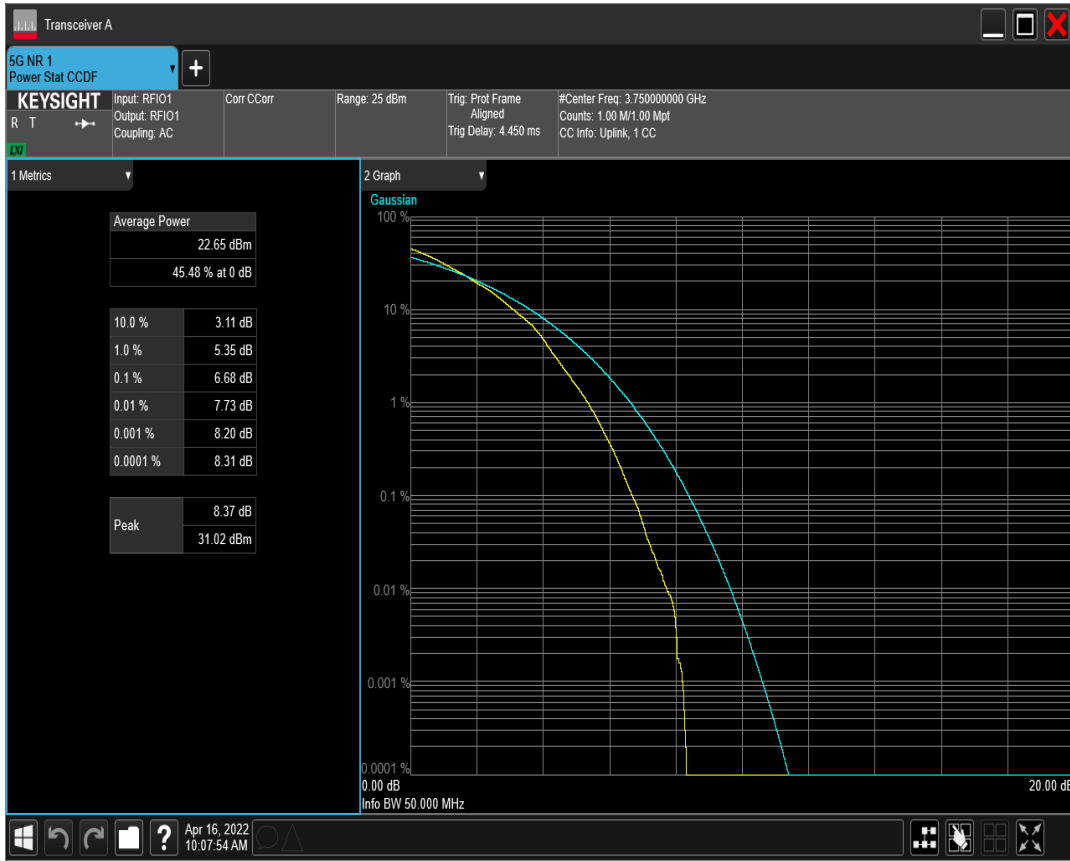 Transceiver A
5G NR 1
Power Stat CCDF
KEYSIGHT
R T
LXI
Input: RFIO1
Output: RFIO1
Coupling: AC
Corr CCorr
Range: 25 dBm
Trig: Prot Frame
Aligned
Trig Delay: 4.450 ms
#Center Freq: 3.750000000 GHz
Counts: 1.00 M/1.00 Mpt
CC Info: Uplink, 1 CC
1 Metrics
Average Power
22.65 dBm
45.48 % at 0 dB
10.0 % 3.11 dB
1.0 % 5.35 dB
0.1 % 6.68 dB
0.01 % 7.73 dB
0.001 % 8.20 dB
0.0001 % 8.31 dB
Peak
8.37 dB
31.02 dBm
2 Graph
Gaussian
100 %
10 %
1 %
0.1 %
0.01 %
0.001 %
0.0001 %
0.00 dB
20.00 dB
Info BW 50.000 MHz
?
Apr 16, 2022
10:07:54 AM